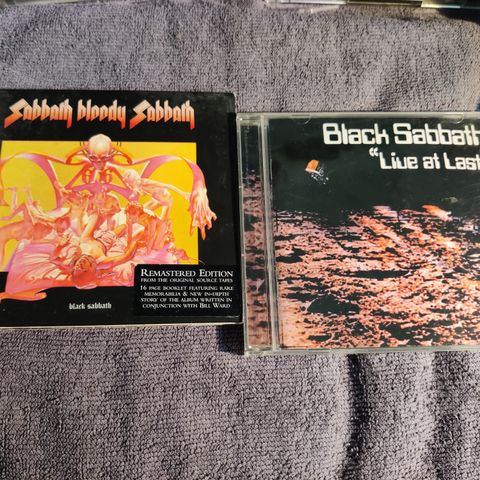 Sabbath bloody Sabbath
REMASTERED EDITION
FROM THE ORIGINAL SOURCE TAPES
16 PAGE BOOKLET FEATURING RARE
MEMORABILIA & NEW IN-DEPTH
STORY OF THE ALBUM WRITTEN IN
CONJUNCTION WITH BILL WARD
black sabbath
Black Sabbath
"Live at Last